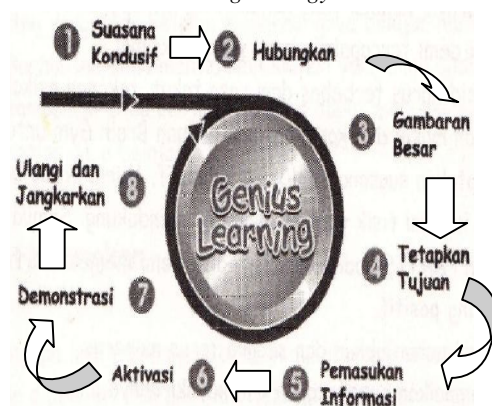 1 Suasana
Kondusif
2 Hubungkan
3 Gambaran
Besar
4 Tetapkan
Tujuan
5 Pemasukan
Informasi
6 Aktivasi
7 Demonstrasi
8 Ulangi dan
Jangkarkan
Genius
Learning